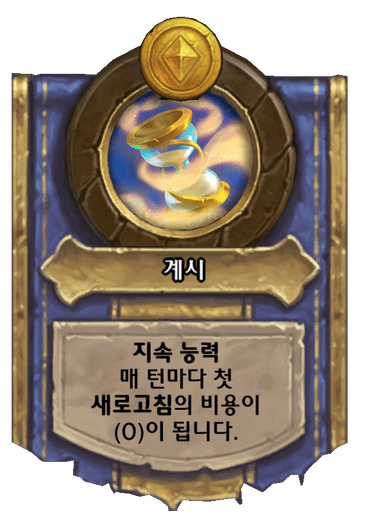 계시
지속 능력
매 턴마다 첫
새로고침의 비용이
(0)이 됩니다.